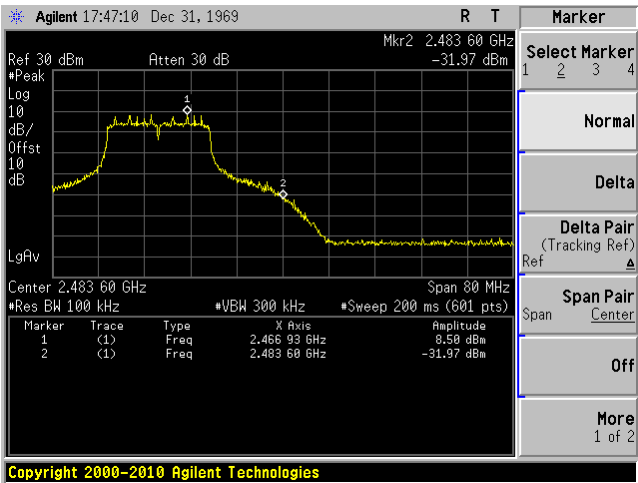 Agilent 17:47:10 Dec 31, 1969 R T
Mkr2 2.483 60 GHz
Ref 30 dBm Atten 30 dB -31.97 dBm
#Peak
Log
10
dB/
Offst
10
dB
LgAv
1
2
Center 2.483 60 GHz Span 80 MHz
#Res BW 100 kHz #VBW 300 kHz #Sweep 200 ms (601 pts)
Marker Trace Type X Axis Amplitude
1 (1) Freq 2.466 93 GHz 8.50 dBm
2 (1) Freq 2.483 60 GHz -31.97 dBm
Marker
Select Marker
1 2 3 4
Normal
Delta
Delta Pair
(Tracking Ref)
Ref Δ
Span Pair
Span Center
Off
More
1 of 2
Copyright 2000-2010 Agilent Technologies